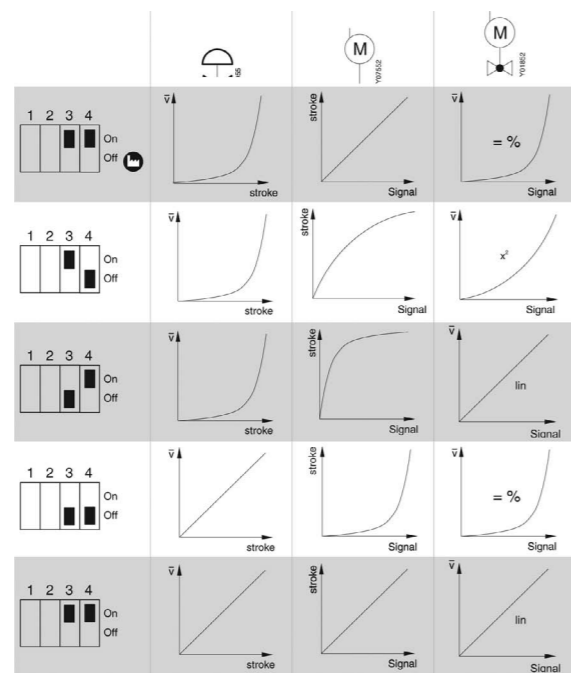 M
M
65
Y07552
Y01852
1 2 3 4
On
Off
v̄
stroke
stroke
Signal
v̄
= %
Signal
1 2 3 4
On
Off
v̄
stroke
stroke
Signal
v̄
x²
Signal
1 2 3 4
On
Off
v̄
stroke
stroke
Signal
v̄
lin
Signal
1 2 3 4
On
Off
v̄
stroke
stroke
Signal
v̄
= %
Signal
1 2 3 4
On
Off
v̄
stroke
stroke
Signal
v̄
lin
Signal